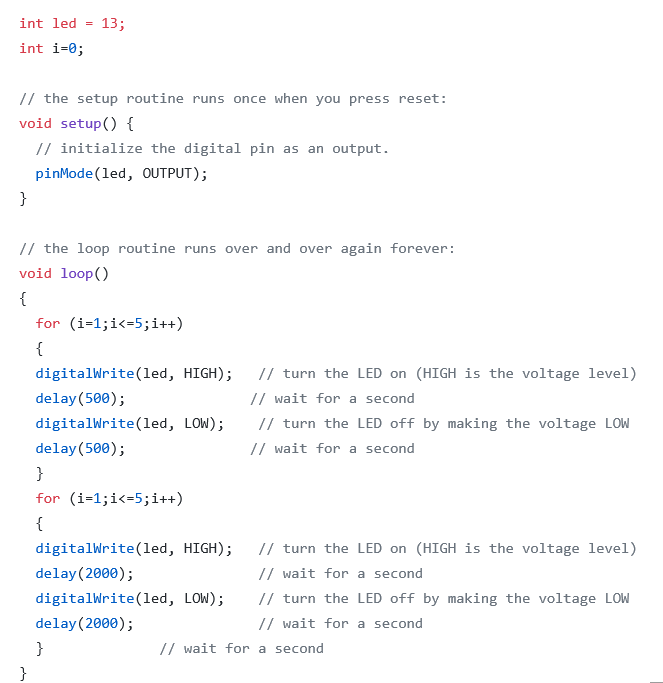 int led = 13;
int i=0;

// the setup routine runs once when you press reset:
void setup() {
  // initialize the digital pin as an output.
  pinMode(led, OUTPUT);
}

// the loop routine runs over and over again forever:
void loop()
{
  for (i=1;i<=5;i++)
  {
  digitalWrite(led, HIGH);   // turn the LED on (HIGH is the voltage level)
  delay(500);               // wait for a second
  digitalWrite(led, LOW);    // turn the LED off by making the voltage LOW
  delay(500);               // wait for a second
  }
  for (i=1;i<=5;i++)
  {
  digitalWrite(led, HIGH);   // turn the LED on (HIGH is the voltage level)
  delay(2000);               // wait for a second
  digitalWrite(led, LOW);    // turn the LED off by making the voltage LOW
  delay(2000);               // wait for a second
  }              // wait for a second
}